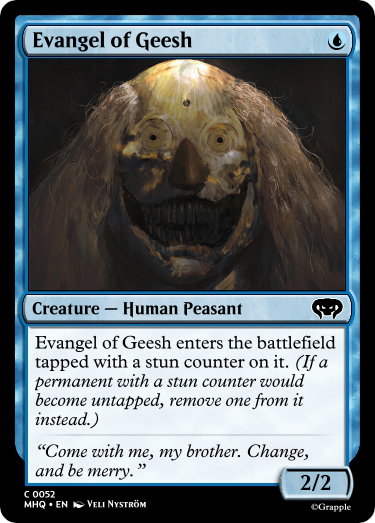 Evangel of Geesh
Creature — Human Peasant
Evangel of Geesh enters the battlefield
tapped with a stun counter on it. (If a
permanent with a stun counter would
become untapped, remove one from it
instead.)
“Come with me, my brother. Change,
and be merry.”
2/2
C 0052
MHQ • EN Veli Nyström
©Grapple